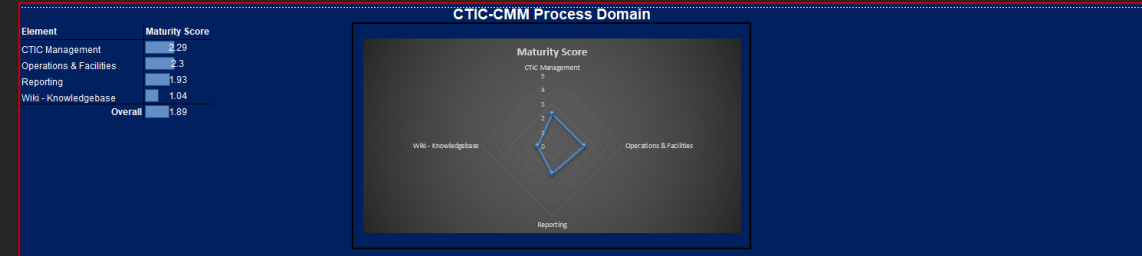 CTIC-CMM Process Domain
Element Maturity Score
CTIC Management 2.29
Operations & Facilities 2.3
Reporting 1.93
Wiki - Knowledgebase 1.04
Overall 1.89
Maturity Score
CTIC Management
5
4
3
2
1
0
Wiki - Knowledgebase
Operations & Facilities
Reporting